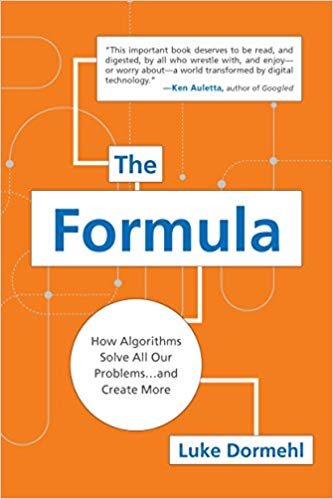 "This important book deserves to be read, and
digested, by all who wrestle with, and enjoy—
or worry about—a world transformed by digital
technology."
—Ken Auletta, author of Googled
The
Formula
How Algorithms
Solve All Our
Problems...and
Create More
Luke Dormehl